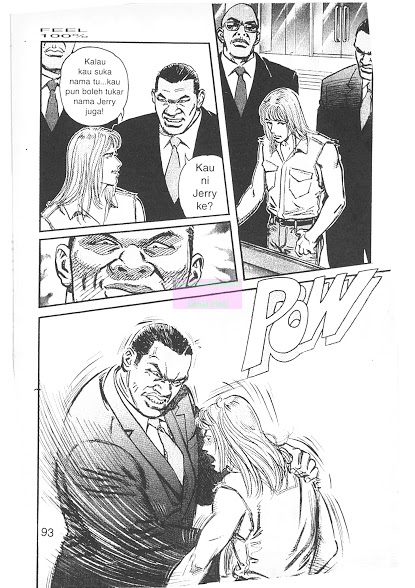 FEEL
100%
Kalau
kau suka
nama tu...kau
pun boleh tukar
nama Jerry
juga!
Kau
ni
Jerry
ke?
POW
93